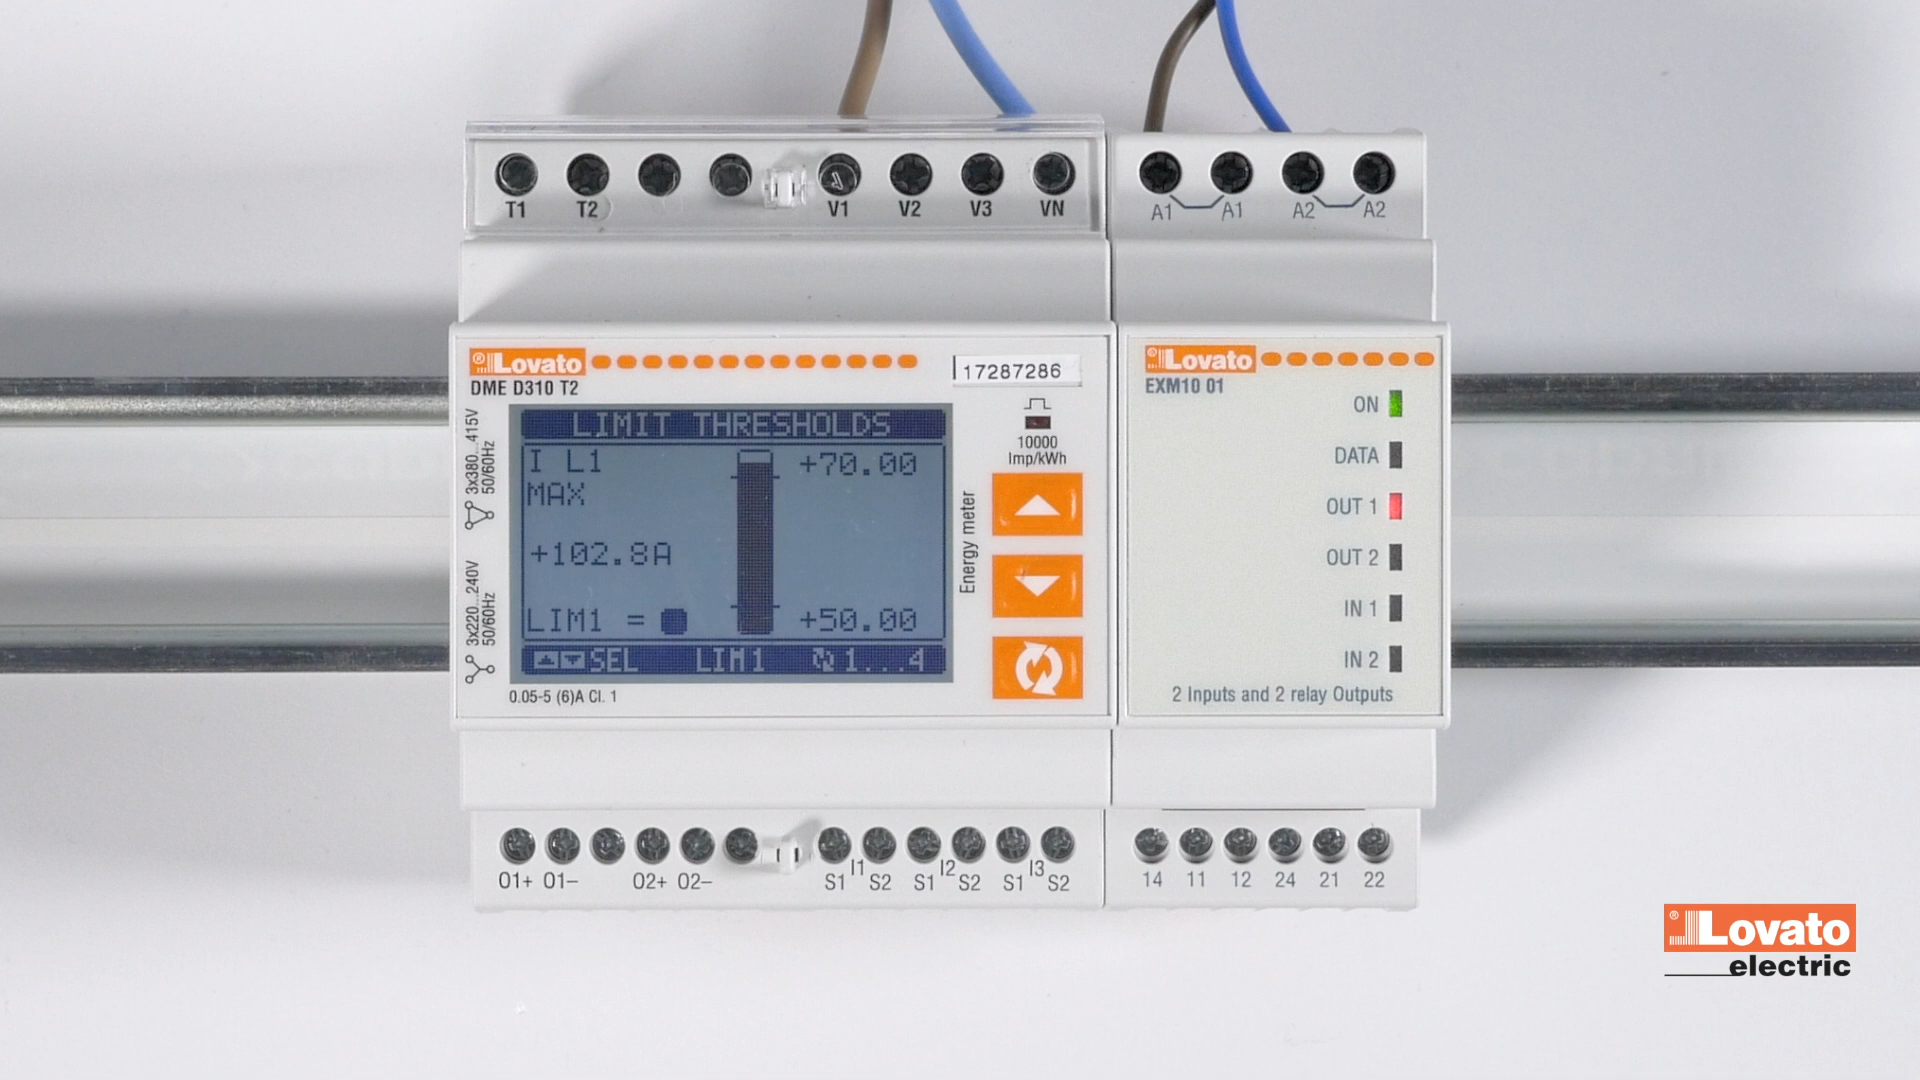 T1 T2 V1 V2 V3 VN
A1 A1 A2 A2
Lovato
DME D310 T2
17287286
3x380...415V
50/60Hz
3x220...240V
50/60Hz
LIMIT THRESHOLDS
I L1 +70.00
MAX
+102.8A
LIM1 = +50.00
SEL LIM1 1...4
0.05-5 (6)A Cl. 1
10000
Imp/kWh
Energy meter
Lovato
EXM10 01
ON
DATA
OUT 1
OUT 2
IN 1
IN 2
2 Inputs and 2 relay Outputs
O1+ O1– O2+ O2– S1 I1 S2 S1 I2 S2 S1 I3 S2
14 11 12 24 21 22
Lovato
electric